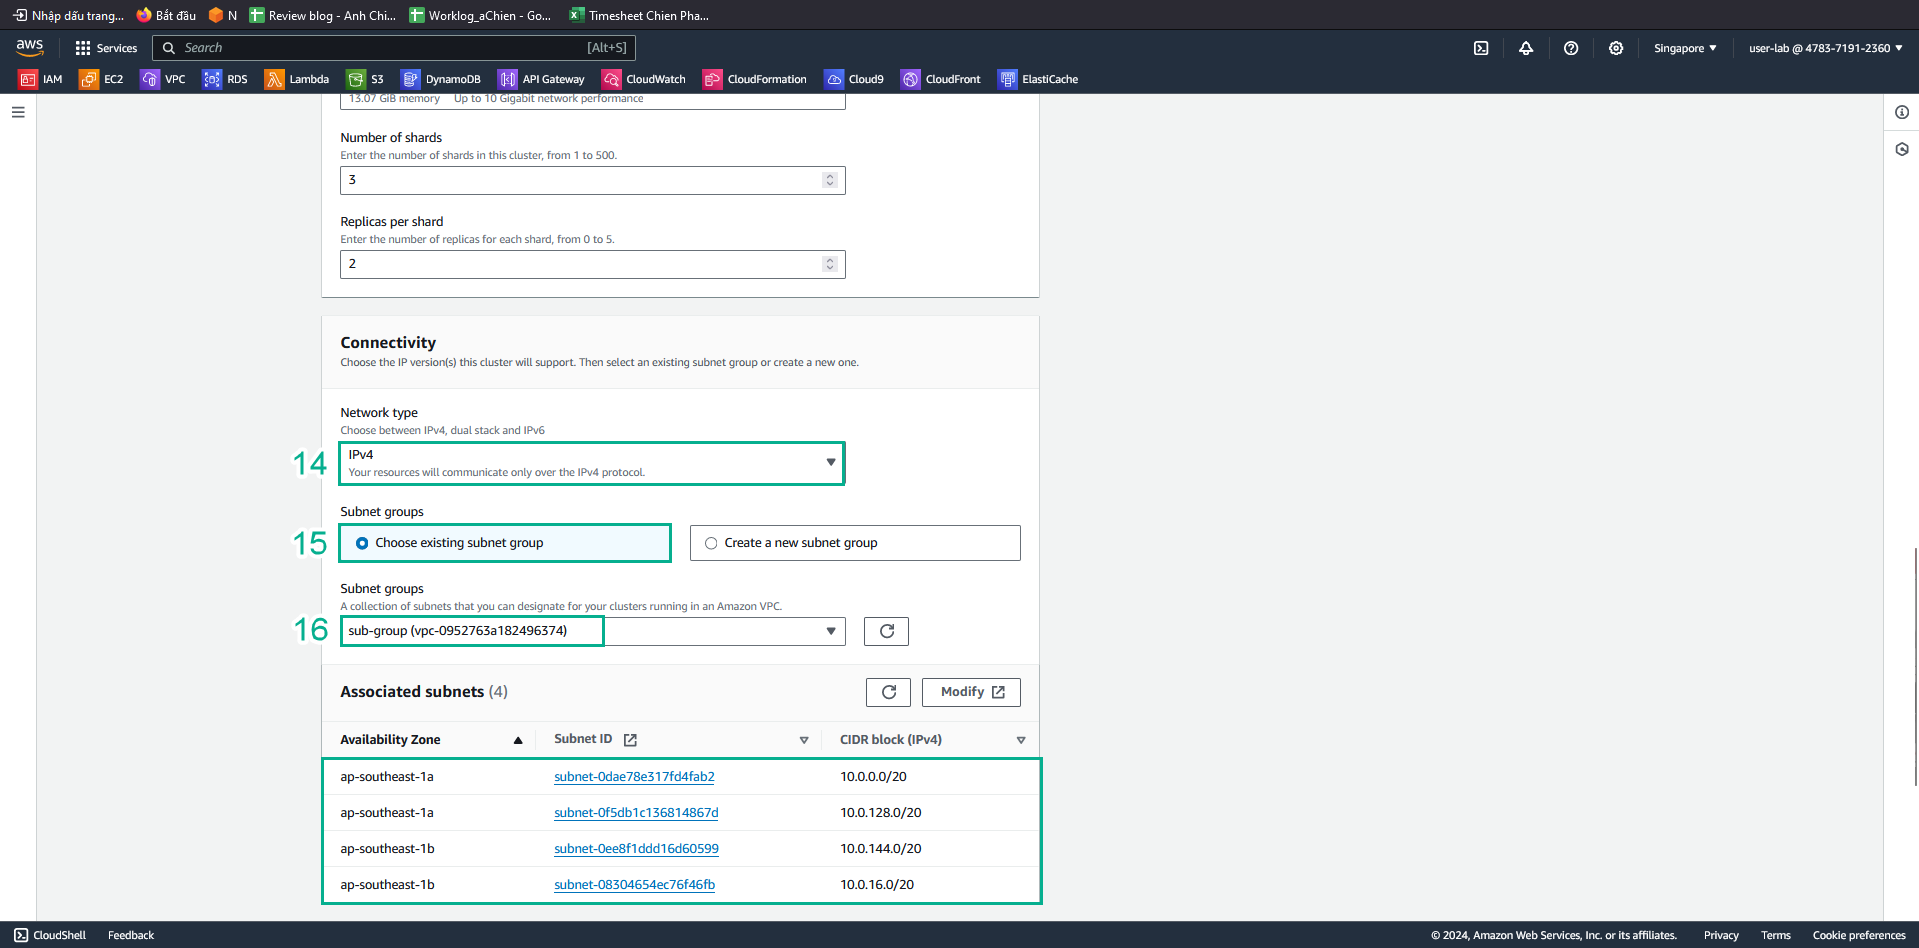 Nhập dấu trang... Bắt đầu N Review blog - Anh Chi... Worklog_aChien - Go... Timesheet Chien Pha...
aws Services Search [Alt+S] Singapore ▼ user-lab @ 4783-7191-2360 ▼
IAM EC2 VPC RDS Lambda S3 DynamoDB API Gateway CloudWatch CloudFormation Cloud9 CloudFront ElastiCache
13.07 GiB memory Up to 10 Gigabit network performance
Number of shards
Enter the number of shards in this cluster, from 1 to 500.
3
Replicas per shard
Enter the number of replicas for each shard, from 0 to 5.
2
Connectivity
Choose the IP version(s) this cluster will support. Then select an existing subnet group or create a new one.
Network type
Choose between IPv4, dual stack and IPv6
14 IPv4
Your resources will communicate only over the IPv4 protocol.
Subnet groups
15 Choose existing subnet group Create a new subnet group
Subnet groups
A collection of subnets that you can designate for your clusters running in an Amazon VPC.
16 sub-group (vpc-0952763a182496374)
Associated subnets (4) Modify
Availability Zone Subnet ID CIDR block (IPv4)
ap-southeast-1a subnet-0dae78e317fd4fab2 10.0.0.0/20
ap-southeast-1a subnet-0f5db1c136814867d 10.0.128.0/20
ap-southeast-1b subnet-0ee8f1ddd16d60599 10.0.144.0/20
ap-southeast-1b subnet-08304654ec76f46fb 10.0.16.0/20
CloudShell Feedback © 2024, Amazon Web Services, Inc. or its affiliates. Privacy Terms Cookie preferences